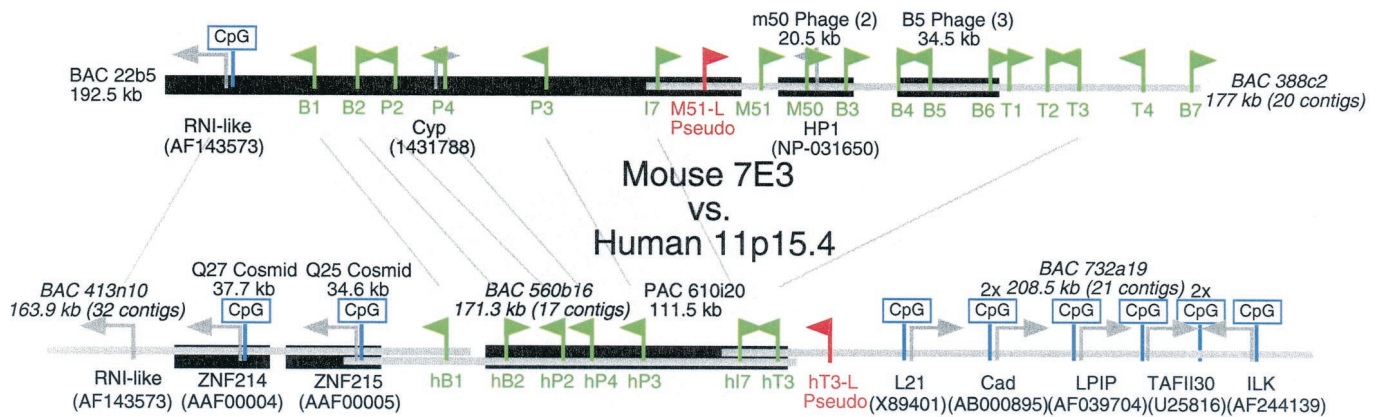 m50 Phage (2)
20.5 kb
B5 Phage (3)
34.5 kb
CpG
BAC 22b5
192.5 kb
BAC 388c2
177 kb (20 contigs)
B1 B2 P2 P4 P3 I7 M51-L M51 M50 B3 B4 B5 B6 T1 T2 T3 T4 B7
Pseudo
RNI-like
(AF143573)
Cyp
(1431788)
HP1
(NP-031650)
Mouse 7E3
vs.
Human 11p15.4
BAC 413n10
163.9 kb (32 contigs)
Q27 Cosmid
37.7 kb
Q25 Cosmid
34.6 kb
BAC 560b16
171.3 kb (17 contigs)
PAC 610i20
111.5 kb
BAC 732a19
2x 208.5 kb (21 contigs) 2x
CpG CpG CpG CpG CpG CpG CpG CpG
hB1 hB2 hP2 hP4 hP3 hI7 hT3 hT3-L
Pseudo
RNI-like
(AF143573)
ZNF214
(AAF00004)
ZNF215
(AAF00005)
L21
(X89401)
Cad
(AB000895)
LPIP
(AF039704)
TAFII30
(U25816)
ILK
(AF244139)